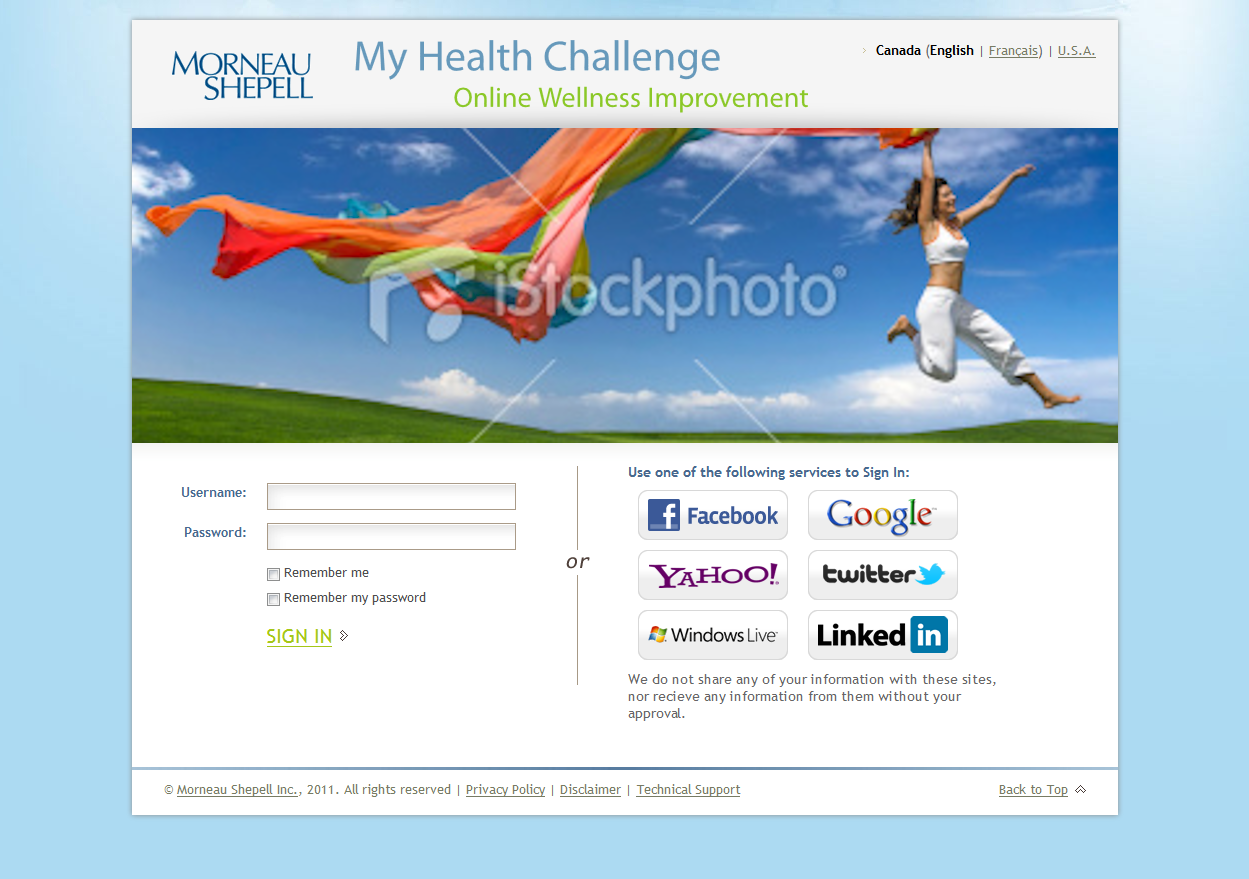 MORNEAU
SHEPELL
My Health Challenge
Online Wellness Improvement
Canada (English | Français) | U.S.A.
iStockphoto®
Username:
Password:
Remember me
Remember my password
SIGN IN
or
Use one of the following services to Sign In:
Facebook
Google™
YAHOO!
twitter
Windows Live™
Linked in
We do not share any of your information with these sites,
nor recieve any information from them without your
approval.
© Morneau Shepell Inc., 2011. All rights reserved | Privacy Policy | Disclaimer | Technical Support
Back to Top